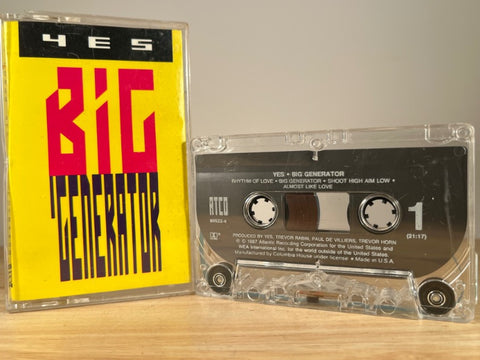 YES
BiG
GENERATOR
YES • BIG GENERATOR
RHYTHM OF LOVE • BIG GENERATOR • SHOOT HIGH AIM LOW •
ALMOST LIKE LOVE
ATCO
1
PRODUCED BY YES, TREVOR RABIN, PAUL DE VILLIERS, TREVOR HORN
(21:17)
℗ © 1987 Atlantic Recording Corporation for the United States and
WEA International Inc. for the world outside of the United States.
Manufactured by Columbia House under license • Made in U.S.A.